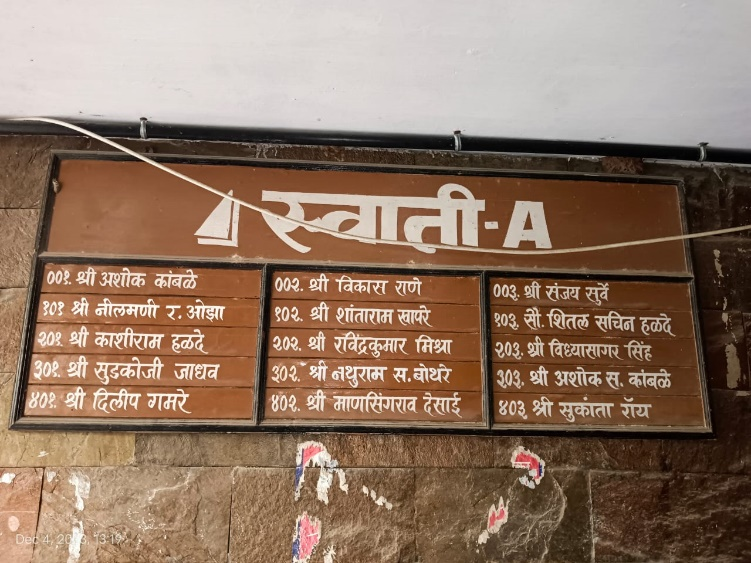 स्वाती-A
००१. श्री अशोक कांबळे
००२. श्री विकास राणे
००३. श्री संजय सुर्वे
१०१ श्री नीलमणी र. ओझा
१०२. श्री शांताराम खापरे
१०३. सौ. शितल सचिन हळदे
२०१. श्री काशीराम हळदे
२०२. श्री रविंद्रकुमार मिश्रा
२०३. श्री विध्यासागर सिंह
३०१. श्री सुडकोजी जाधव
३०२. श्री नथुराम स. बोथरे
३०३. श्री अशोक स. कांबळे
४०१. श्री दिलीप गमरे
४०२. श्री माणसिंगराव देसाई
४०३ श्री सुकांता रॉय